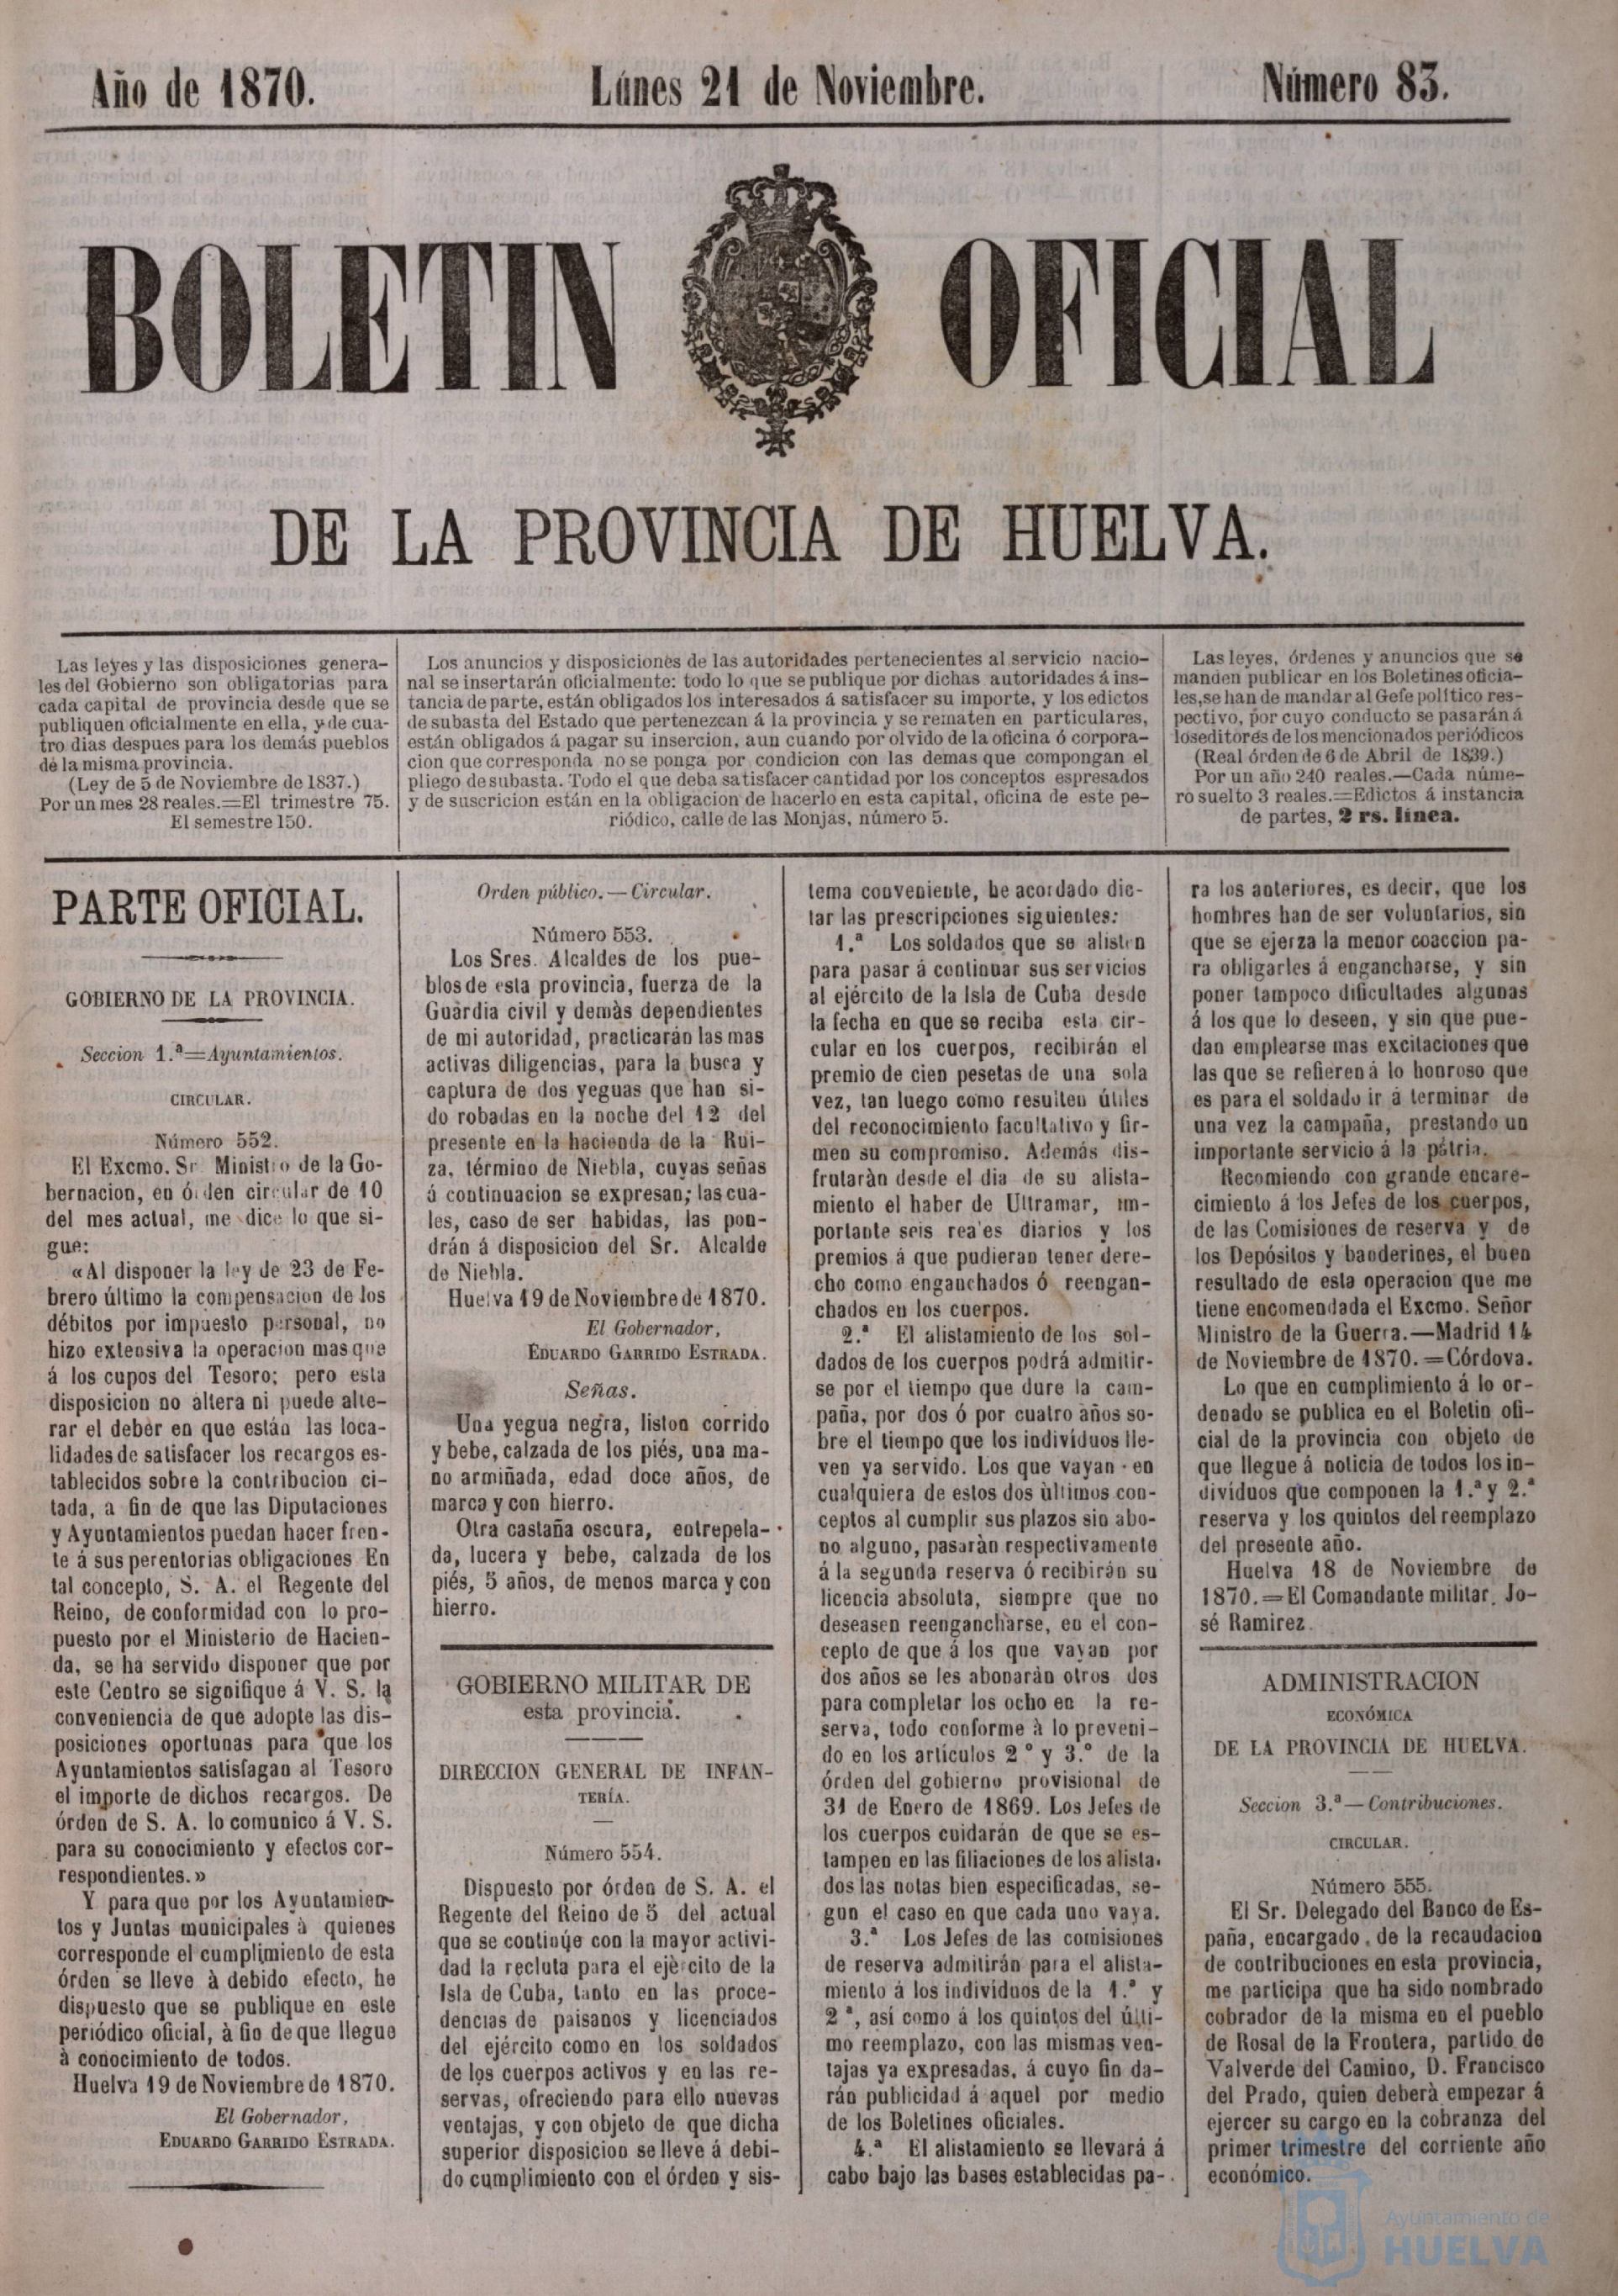 Año de 1870.
Lúnes 21 de Noviembre.
Número 83.
BOLETIN OFICIAL
DE LA PROVINCIA DE HUELVA.
Las leyes y las disposiciones genera-
les del Gobierno son obligatorias para
cada capital de provincia desde que se
publiquen oficialmente en ella, y de cua-
tro dias despues para los demás pueblos
de la misma provincia.
(Ley de 5 de Noviembre de 1837.)
Por un mes 28 reales.=El trimestre 75.
El semestre 150.
Los anuncios y disposiciones de las autoridades pertenecientes al servicio nacio-
nal se insertarán oficialmente: todo lo que se publique por dichas autoridades á ins-
tancia de parte, están obligados los interesados á satisfacer su importe, y los edictos
de subasta del Estado que pertenezcan á la provincia y se rematen en particulares,
están obligados á pagar su insercion, aun cuando por olvido de la oficina ó corpora-
cion que corresponda no se ponga por condicion con las demas que compongan el
pliego de subasta. Todo el que deba satisfacer cantidad por los conceptos espresados
y de suscricion están en la obligacion de hacerlo en esta capital, oficina de este pe-
riódico, calle de las Monjas, número 5.
Las leyes, órdenes y anuncios que se
manden publicar en los Boletines oficia-
les, se han de mandar al Gefe político res-
pectivo, por cuyo conducto se pasarán á
los editores de los mencionados periódicos
(Real órden de 6 de Abril de 1839.)
Por un año 240 reales.—Cada núme-
ro suelto 3 reales.=Edictos á instancia
de partes, 2 rs. línea.
PARTE OFICIAL.
GOBIERNO DE LA PROVINCIA.
Seccion 1.ª=Ayuntamientos.
CIRCULAR.
Número 552.
El Excmo. Sr Ministro de la Go-
bernacion, en órden circular de 10
del mes actual, me dice lo que si-
gue:
«Al disponer la ley de 23 de Fe-
brero último la compensacion de los
débitos por impuesto personal, no
hizo extensiva la operacion mas que
á los cupos del Tesoro; pero esta
disposicion no altera ni puede alte-
rar el deber en que están las loca-
lidades de satisfacer los recargos es-
tablecidos sobre la contribucion ci-
tada, a fin de que las Diputaciones
y Ayuntamientos puedan hacer fren-
te á sus perentorias obligaciones En
tal concepto, S. A. el Regente del
Reino, de conformidad con lo pro-
puesto por el Ministerio de Hacien-
da, se ha servido disponer que por
este Centro se signifique á V. S. la
conveniencia de que adopte las dis-
posiciones oportunas para que los
Ayuntamientos satisfagan al Tesoro
el importe de dichos recargos. De
órden de S. A. lo comunico á V. S.
para su conocimiento y efectos cor-
respondientes.»
Y para que por los Ayuntamien-
tos y Juntas municipales à quienes
corresponde el cumplimiento de esta
órden se lleve à debido efecto, he
dispuesto que se publique en este
periódico oficial, à fin de que llegue
à conocimiento de todos.
Huelva 19 de Noviembre de 1870.
El Gobernador,
EDUARDO GARRIDO ESTRADA.
Orden público.—Circular.
Número 553.
Los Sres. Alcaldes de los pue-
blos de esta provincia, fuerza de la
Guàrdia civil y demàs dependientes
de mi autoridad, practicarán las mas
activas diligencias, para la busca y
captura de dos yeguas que han si-
do robadas en la noche del 12 del
presente en la hacienda de la Rui-
za, término de Niebla, cuyas señas
á continuacion se expresan; las cua-
les, caso de ser habidas, las pon-
drán á disposicion del Sr. Alcalde
de Niebla.
Huelva 19 de Noviembre de 1870.
El Gobernador,
EDUARDO GARRIDO ESTRADA.
Señas.
Una yegua negra, liston corrido
y bebe, calzada de los piés, una ma-
no armiñada, edad doce años, de
marca y con hierro.
Otra castaña oscura, entrepela-
da, lucera y bebe, calzada de los
piés, 5 años, de menos marca y con
hierro.
GOBIERNO MILITAR DE
esta provincia.
DIRECCION GENERAL DE INFAN-
TERÍA.
Número 554.
Dispuesto por órden de S. A. el
Regente del Reino de 5 del actual
que se continúe con la mayor activi-
dad la recluta para el ejèrcito de la
Isla de Cuba, tanto en las proce-
dencias de paisanos y licenciados
del ejército como en los soldados
de los cuerpos activos y en las re-
servas, ofreciendo para ello nuevas
ventajas, y con objeto de que dicha
superior disposicion se lleve á debi-
do cumplimiento con el órden y sis-
tema conveniente, he acordado dic-
tar las prescripciones siguientes:
1.ª Los soldados que se alisten
para pasar á continuar sus servicios
al ejército de la Isla de Cuba desde
la fecha en que se reciba esta cir-
cular en los cuerpos, recibirán el
premio de cien pesetas de una sola
vez, tan luego como resulten útiles
del reconocimiento facultativo y fir-
men su compromiso. Además dis-
frutaràn desde el dia de su alista-
miento el haber de Ultramar, im-
portante seis reales diarios y los
premios á que pudieran tener dere-
cho como enganchados ó reengan-
chados en los cuerpos.
2.ª El alistamiento de los sol-
dados de los cuerpos podrá admitir-
se por el tiempo que dure la cam-
paña, por dos ó por cuatro años so-
bre el tiempo que los indivíduos lle-
ven ya servido. Los que vayan en
cualquiera de estos dos ùltimos con-
ceptos al cumplir sus plazos sin abo-
no alguno, pasaràn respectivamente
á la segunda reserva ó recibirán su
licencia absoluta, siempre que no
deseasen reengancharse, en el con-
cepto de que á los que vayan por
dos años se les abonaràn otros dos
para completar los ocho en la re-
serva, todo conforme à lo preveni-
do en los artículos 2º y 3.º de la
órden del gobierno provisional de
31 de Enero de 1869. Los Jefes de
los cuerpos cuidarán de que se es-
tampen en las filiaciones de los alista-
dos las notas bien especificadas, se-
gun el caso en que cada uno vaya.
3.ª Los Jefes de las comisiones
de reserva admitirán para el alista-
miento á los indivíduos de la 1.ª y
2ª, así como á los quintos del últi-
mo reemplazo, con las mismas ven-
tajas ya expresadas, á cuyo fin da-
rán publicidad á aquel por medio
de los Boletines oficiales.
4.ª El alistamiento se llevará á
cabo bajo las bases establecidas pa-
ra los anteriores, es decir, que los
hombres han de ser voluntarios, sin
que se ejerza la menor coaccion pa-
ra obligarles á engancharse, y sin
poner tampoco dificultades algunas
á los que lo deseen, y sin que pue-
dan emplearse mas excitaciones que
las que se refieren á lo honroso que
es para el soldado ir á terminar de
una vez la campaña, prestando un
importante servicio á la pátria.
Recomiendo con grande encare-
cimiento á los Jefes de los cuerpos,
de las Comisiones de reserva y de
los Depósitos y banderines, el buen
resultado de esta operacion que me
tiene encomendada el Excmo. Señor
Ministro de la Guerra.—Madrid 14
de Noviembre de 1870.=Córdova.
Lo que en cumplimiento á lo or-
denado se publica en el Boletin ofi-
cial de la provincia con objeto de
que llegue á noticia de todos los in-
dividuos que componen la 1.ª y 2.ª
reserva y los quintos del reemplazo
del presente año.
Huelva 18 de Noviembre de
1870.=El Comandante militar, Jo-
sé Ramirez.
ADMINISTRACION
ECONÓMICA
DE LA PROVINCIA DE HUELVA.
Seccion 3.ª—Contribuciones.
CIRCULAR.
Número 555.
El Sr. Delegado del Banco de Es-
paña, encargado de la recaudacion
de contribuciones en esta provincia,
me participa que ha sido nombrado
cobrador de la misma en el pueblo
de Rosal de la Frontera, partido de
Valverde del Camino, D. Francisco
del Prado, quien deberà empezar á
ejercer su cargo en la cobranza del
primer trimestre del corriente año
económico.
Ayuntamiento de
HUELVA